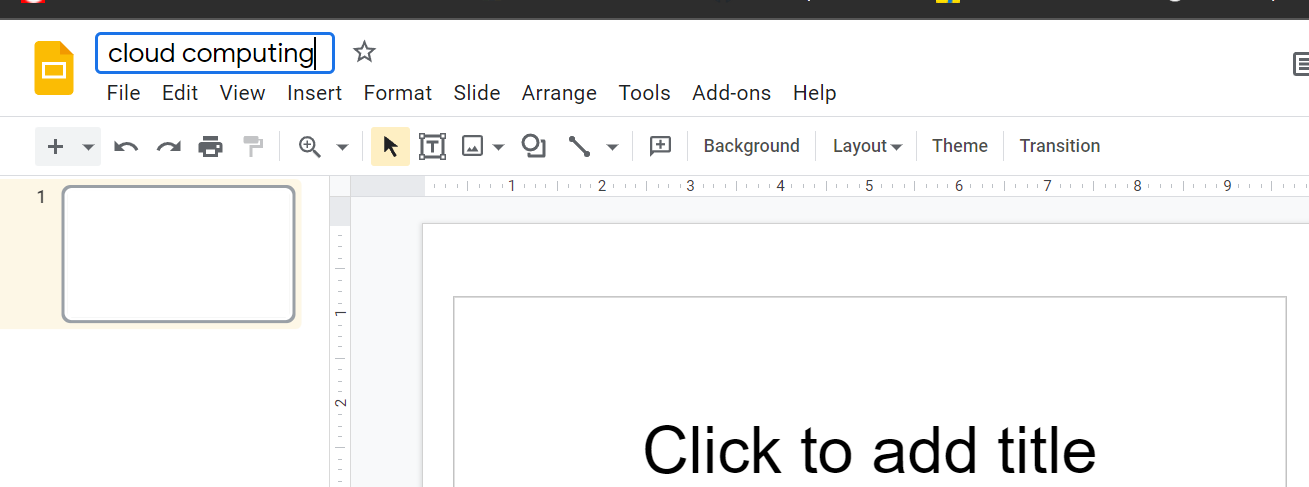 cloud computing
File Edit View Insert Format Slide Arrange Tools Add-ons Help
Background Layout Theme Transition
1 2 3 4 5 6 7 8 9
1
1
2
Click to add title